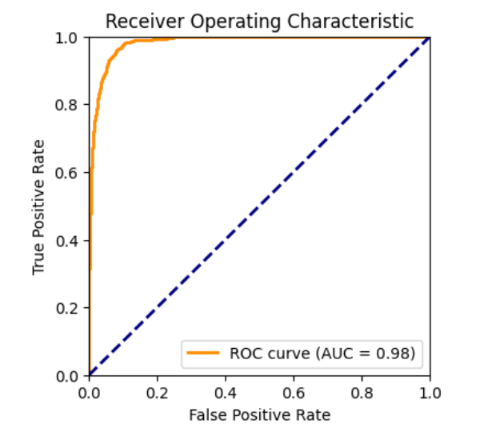 Receiver Operating Characteristic
1.0
0.8
0.6
0.4
0.2
0.0
True Positive Rate
ROC curve (AUC = 0.98)
0.0 0.2 0.4 0.6 0.8 1.0
False Positive Rate